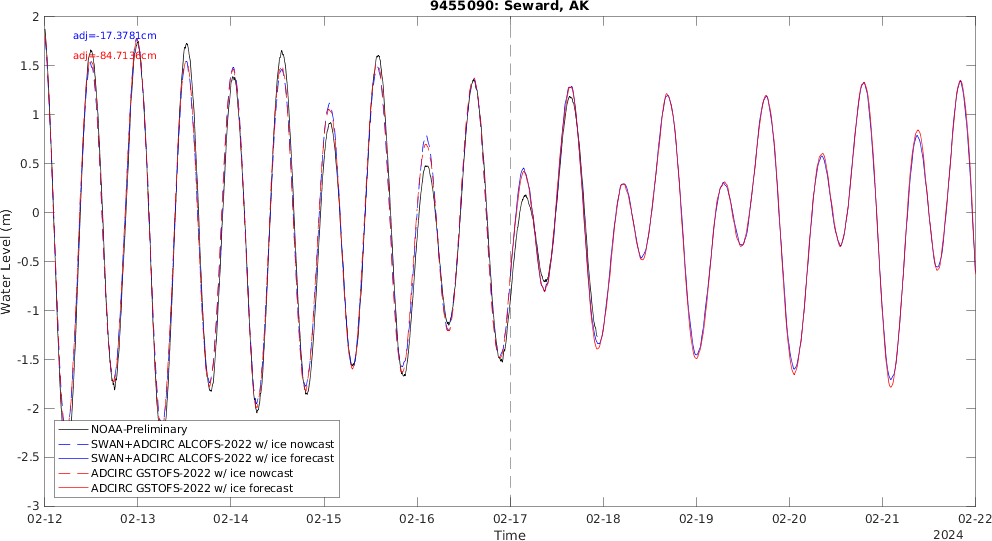 9455090: Seward, AK
adj=-17.3781cm
adj=-84.7136cm
Water Level (m)
2
1.5
1
0.5
0
-0.5
-1
-1.5
-2
-2.5
-3
NOAA-Preliminary
SWAN+ADCIRC ALCOFS-2022 w/ ice nowcast
SWAN+ADCIRC ALCOFS-2022 w/ ice forecast
ADCIRC GSTOFS-2022 w/ ice nowcast
ADCIRC GSTOFS-2022 w/ ice forecast
02-12 02-13 02-14 02-15 02-16 02-17 02-18 02-19 02-20 02-21 02-22
Time
2024